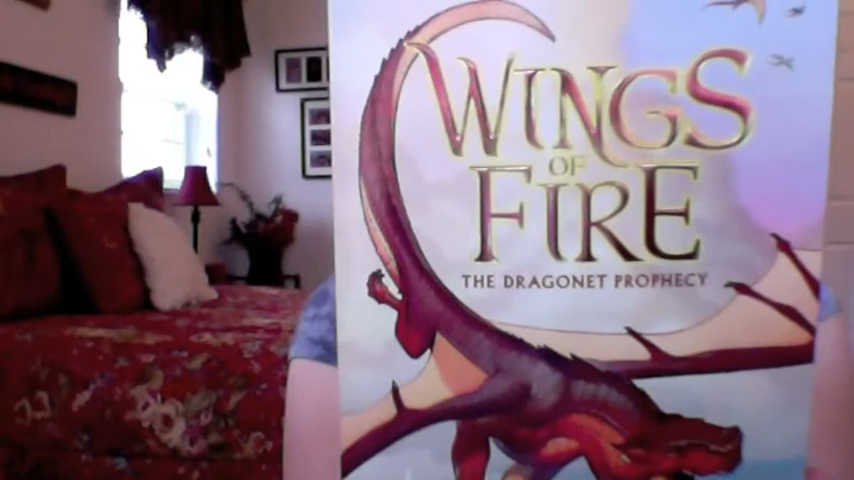 WINGS
OF
FIRE
THE DRAGONET PROPHECY